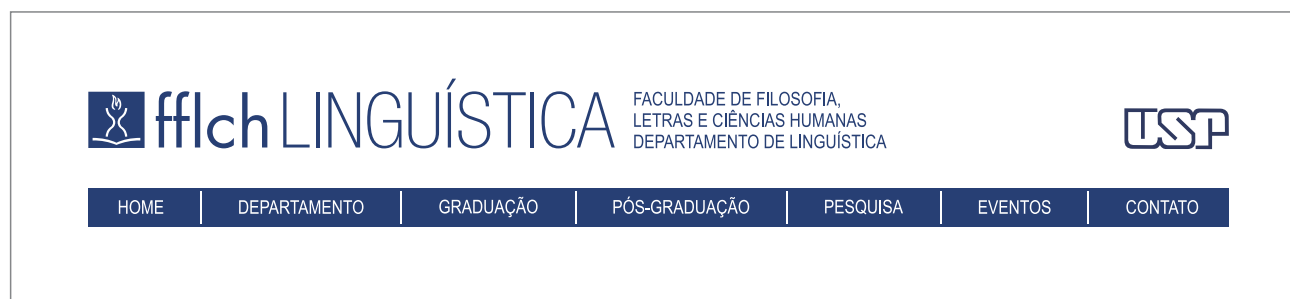 fflch LINGUÍSTICA
FACULDADE DE FILOSOFIA,
LETRAS E CIÊNCIAS HUMANAS
DEPARTAMENTO DE LINGUÍSTICA
USP
HOME DEPARTAMENTO GRADUAÇÃO PÓS-GRADUAÇÃO PESQUISA EVENTOS CONTATO